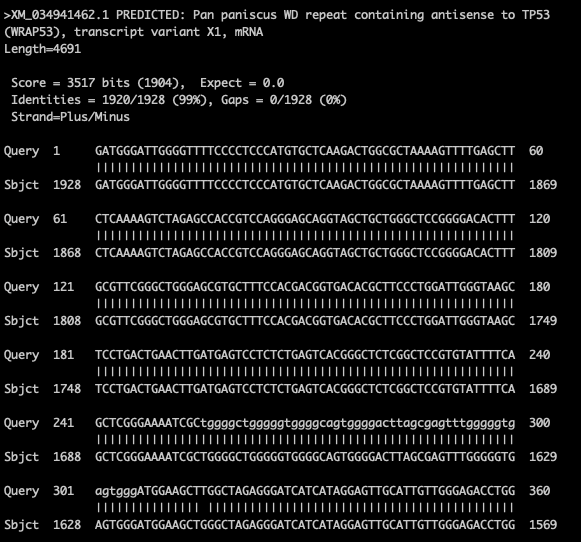 >XM_034941462.1 PREDICTED: Pan paniscus WD repeat containing antisense to TP53
(WRAP53), transcript variant X1, mRNA
Length=4691
Score = 3517 bits (1904),  Expect = 0.0
Identities = 1920/1928 (99%), Gaps = 0/1928 (0%)
Strand=Plus/Minus
Query  1     GATGGGATTGGGGTTTTCCCCTCCCATGTGCTCAAGACTGGCGCTAAAAGTTTTGAGCTT  60
||||||||||||||||||||||||||||||||||||||||||||||||||||||||||||
Sbjct  1928  GATGGGATTGGGGTTTTCCCCTCCCATGTGCTCAAGACTGGCGCTAAAAGTTTTGAGCTT  1869
Query  61    CTCAAAAGTCTAGAGCCACCGTCCAGGGAGCAGGTAGCTGCTGGGCTCCGGGGACACTTT  120
||||||||||||||||||||||||||||||||||||||||||||||||||||||||||||
Sbjct  1868  CTCAAAAGTCTAGAGCCACCGTCCAGGGAGCAGGTAGCTGCTGGGCTCCGGGGACACTTT  1809
Query  121   GCGTTCGGGCTGGGAGCGTGCTTTCCACGACGGTGACACGCTTCCCTGGATTGGGTAAGC  180
||||||||||||||||||||||||||||||||||||||||||||||||||||||||||||
Sbjct  1808  GCGTTCGGGCTGGGAGCGTGCTTTCCACGACGGTGACACGCTTCCCTGGATTGGGTAAGC  1749
Query  181   TCCTGACTGAACTTGATGAGTCCTCTCTGAGTCACGGGCTCTCGGCTCCGTGTATTTTCA  240
||||||||||||||||||||||||||||||||||||||||||||||||||||||||||||
Sbjct  1748  TCCTGACTGAACTTGATGAGTCCTCTCTGAGTCACGGGCTCTCGGCTCCGTGTATTTTCA  1689
Query  241   GCTCGGGAAAATCGCtggggctgggggtggggcagtggggacttagcgagtttgggggtg  300
||||||||||||||||||||||||||||||||||||||||||||||||||||||||||||
Sbjct  1688  GCTCGGGAAAATCGCTGGGGCTGGGGGTGGGGCAGTGGGGACTTAGCGAGTTTGGGGGTG  1629
Query  301   agtgggATGGAAGCTTGGCTAGAGGGATCATCATAGGAGTTGCATTGTTGGGAGACCTGG  360
||||||||||||||| ||||||||||||||||||||||||||||||||||||||||||||
Sbjct  1628  AGTGGGATGGAAGCTGGGCTAGAGGGATCATCATAGGAGTTGCATTGTTGGGAGACCTGG  1569